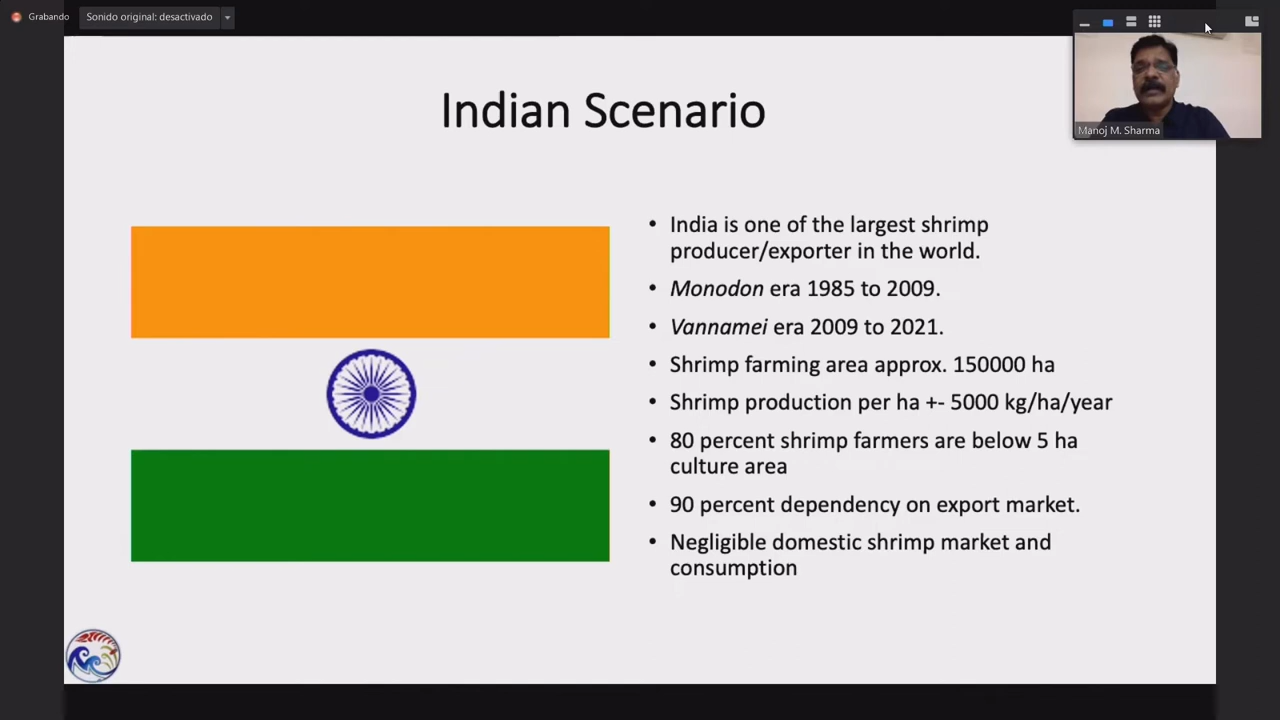 Grabando
Sonido original: desactivado
Manoj M. Sharma
Indian Scenario
• India is one of the largest shrimp
producer/exporter in the world.
• Monodon era 1985 to 2009.
• Vannamei era 2009 to 2021.
• Shrimp farming area approx. 150000 ha
• Shrimp production per ha +- 5000 kg/ha/year
• 80 percent shrimp farmers are below 5 ha
culture area
• 90 percent dependency on export market.
• Negligible domestic shrimp market and
consumption